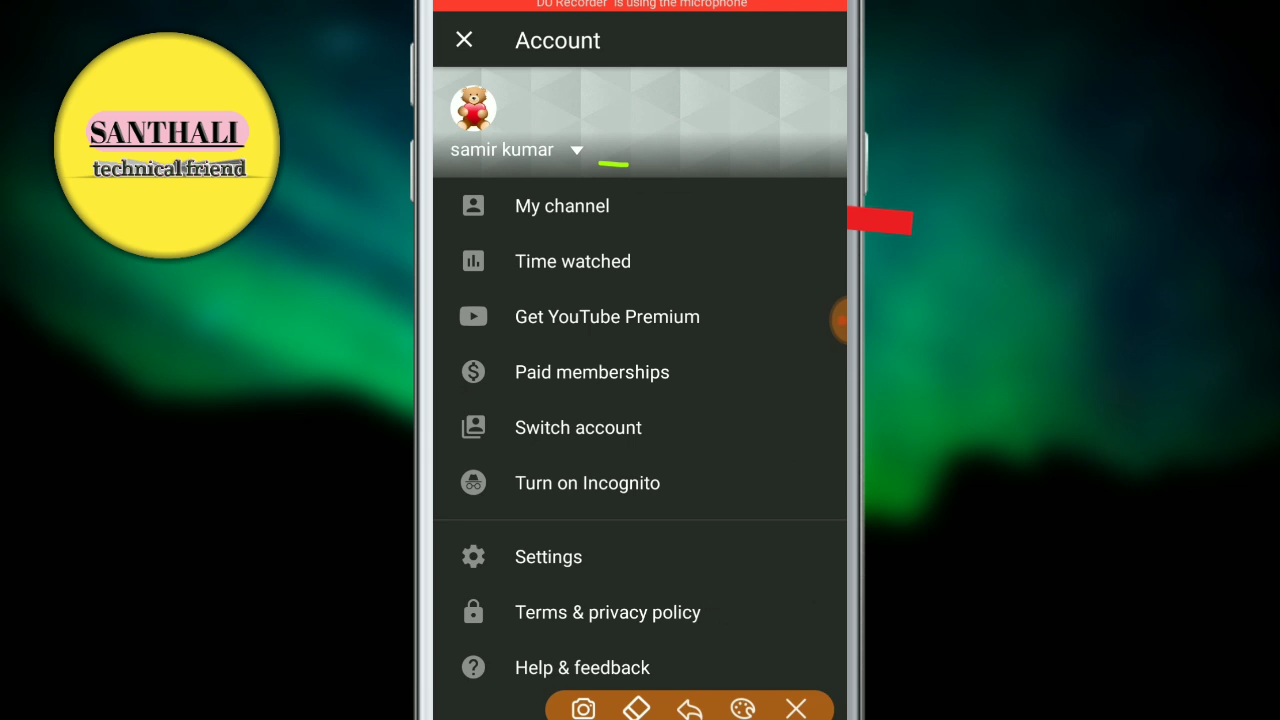 DU Recorder is using the microphone
Account
SANTHALI
technical friend
samir kumar
My channel
Time watched
Get YouTube Premium
Paid memberships
Switch account
Turn on Incognito
Settings
Terms & privacy policy
Help & feedback